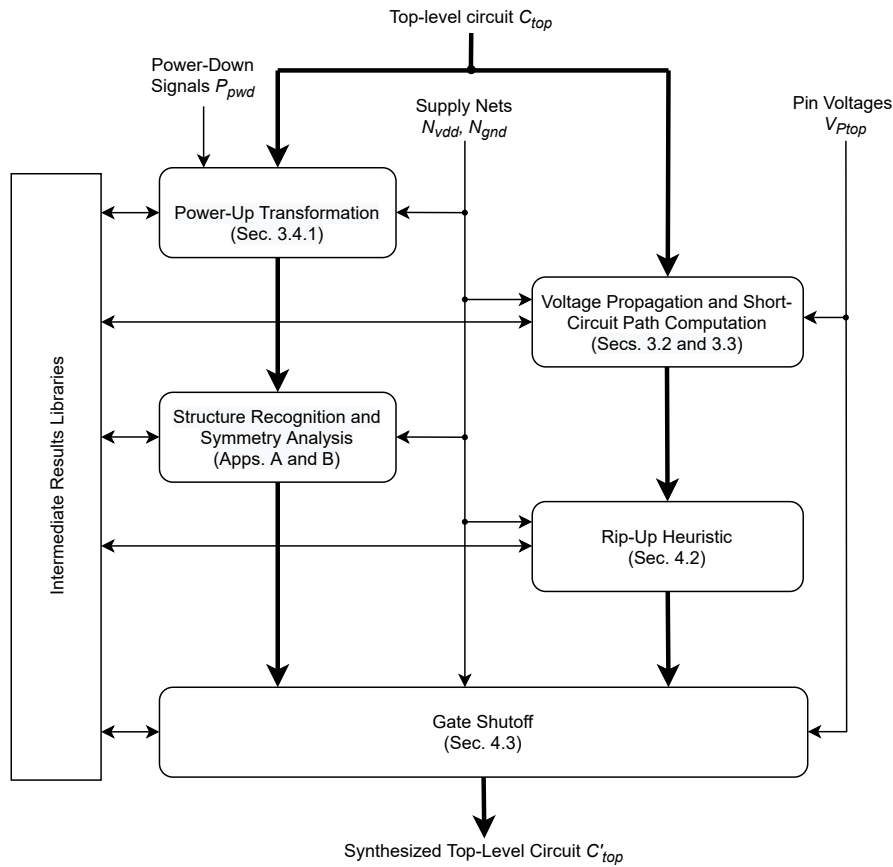 Top-level circuit C_top
Power-Down
Signals P_pwd
Supply Nets
N_vdd, N_gnd
Pin Voltages
V_Ptop
Power-Up Transformation
(Sec. 3.4.1)
Voltage Propagation and Short-
Circuit Path Computation
(Secs. 3.2 and 3.3)
Intermediate Results Libraries
Structure Recognition and
Symmetry Analysis
(Apps. A and B)
Rip-Up Heuristic
(Sec. 4.2)
Gate Shutoff
(Sec. 4.3)
Synthesized Top-Level Circuit C'_top